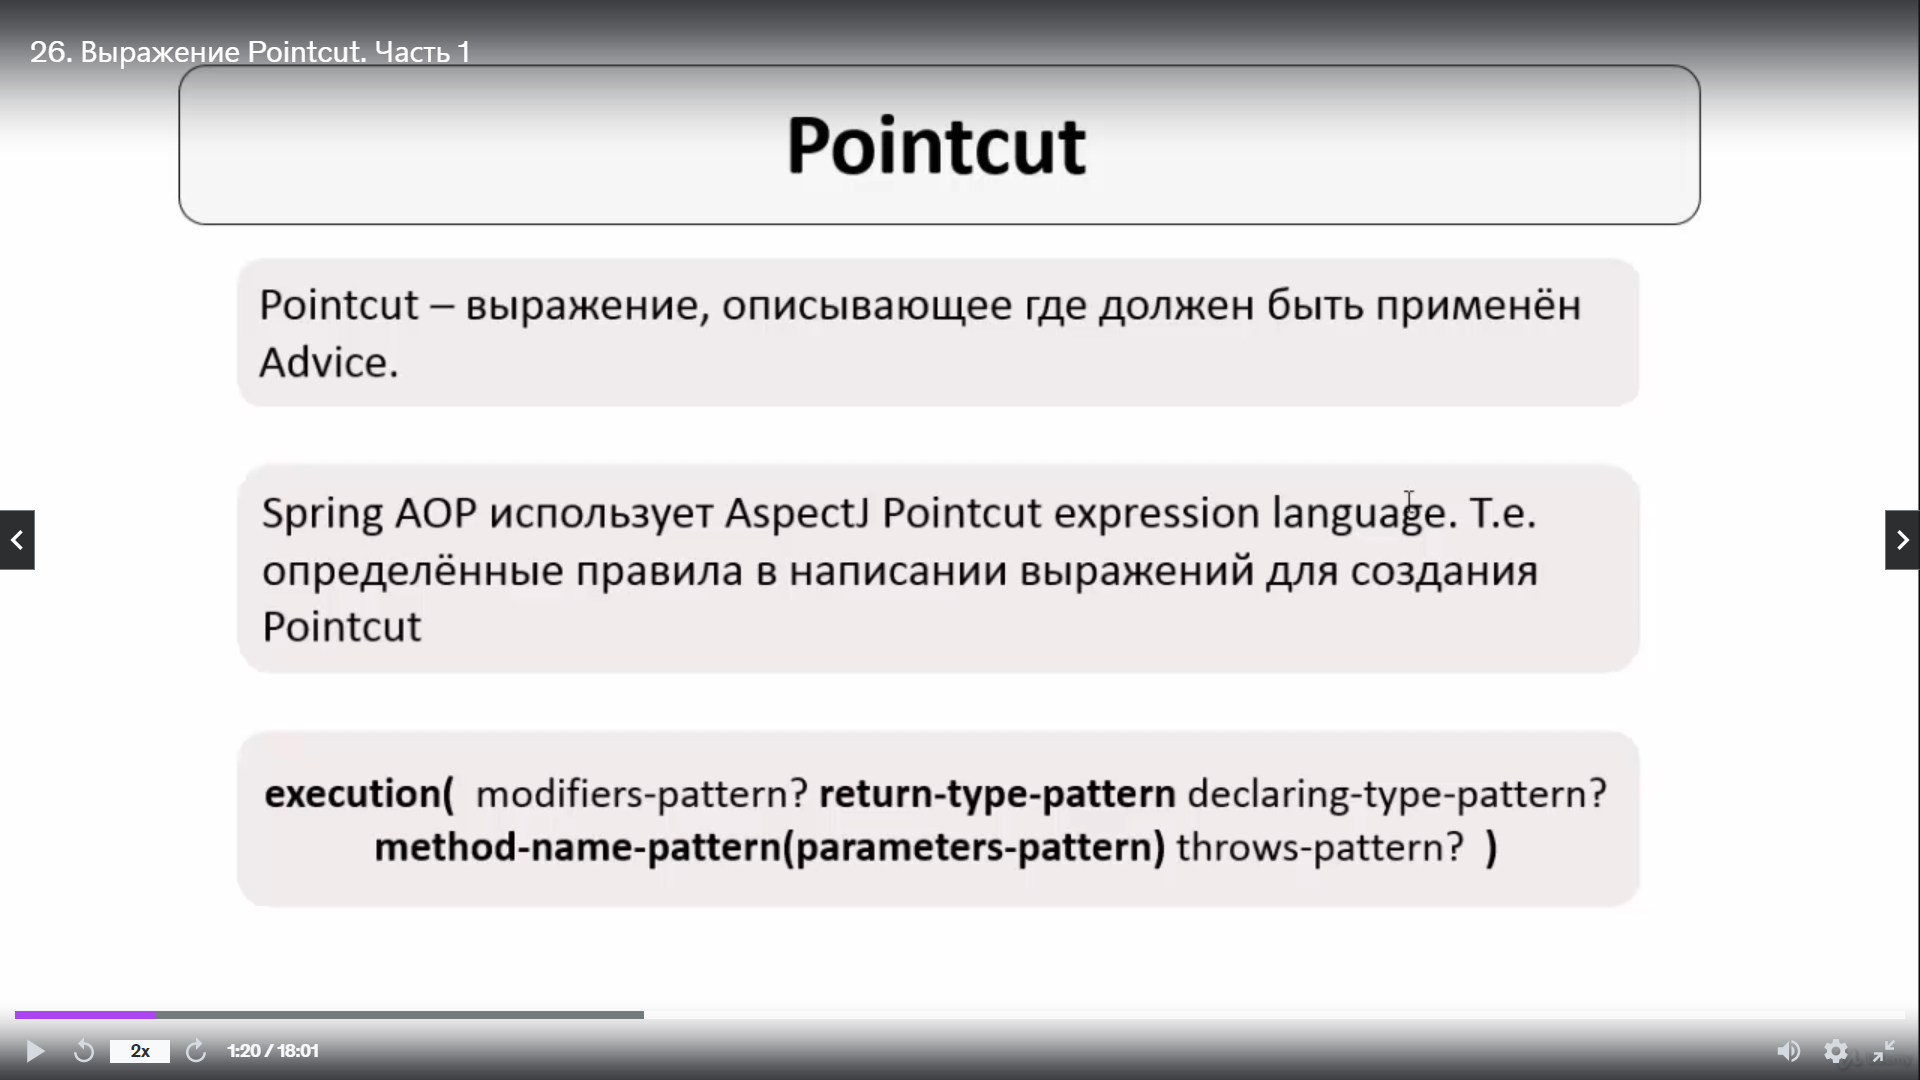 26. Выражение Pointcut. Часть 1
Pointcut
Pointcut – выражение, описывающее где должен быть применён
Advice.
Spring AOP использует AspectJ Pointcut expression language. Т.е.
определённые правила в написании выражений для создания
Pointcut
execution( modifiers-pattern? return-type-pattern declaring-type-pattern?
method-name-pattern(parameters-pattern) throws-pattern? )
2x
1:20 / 18:01